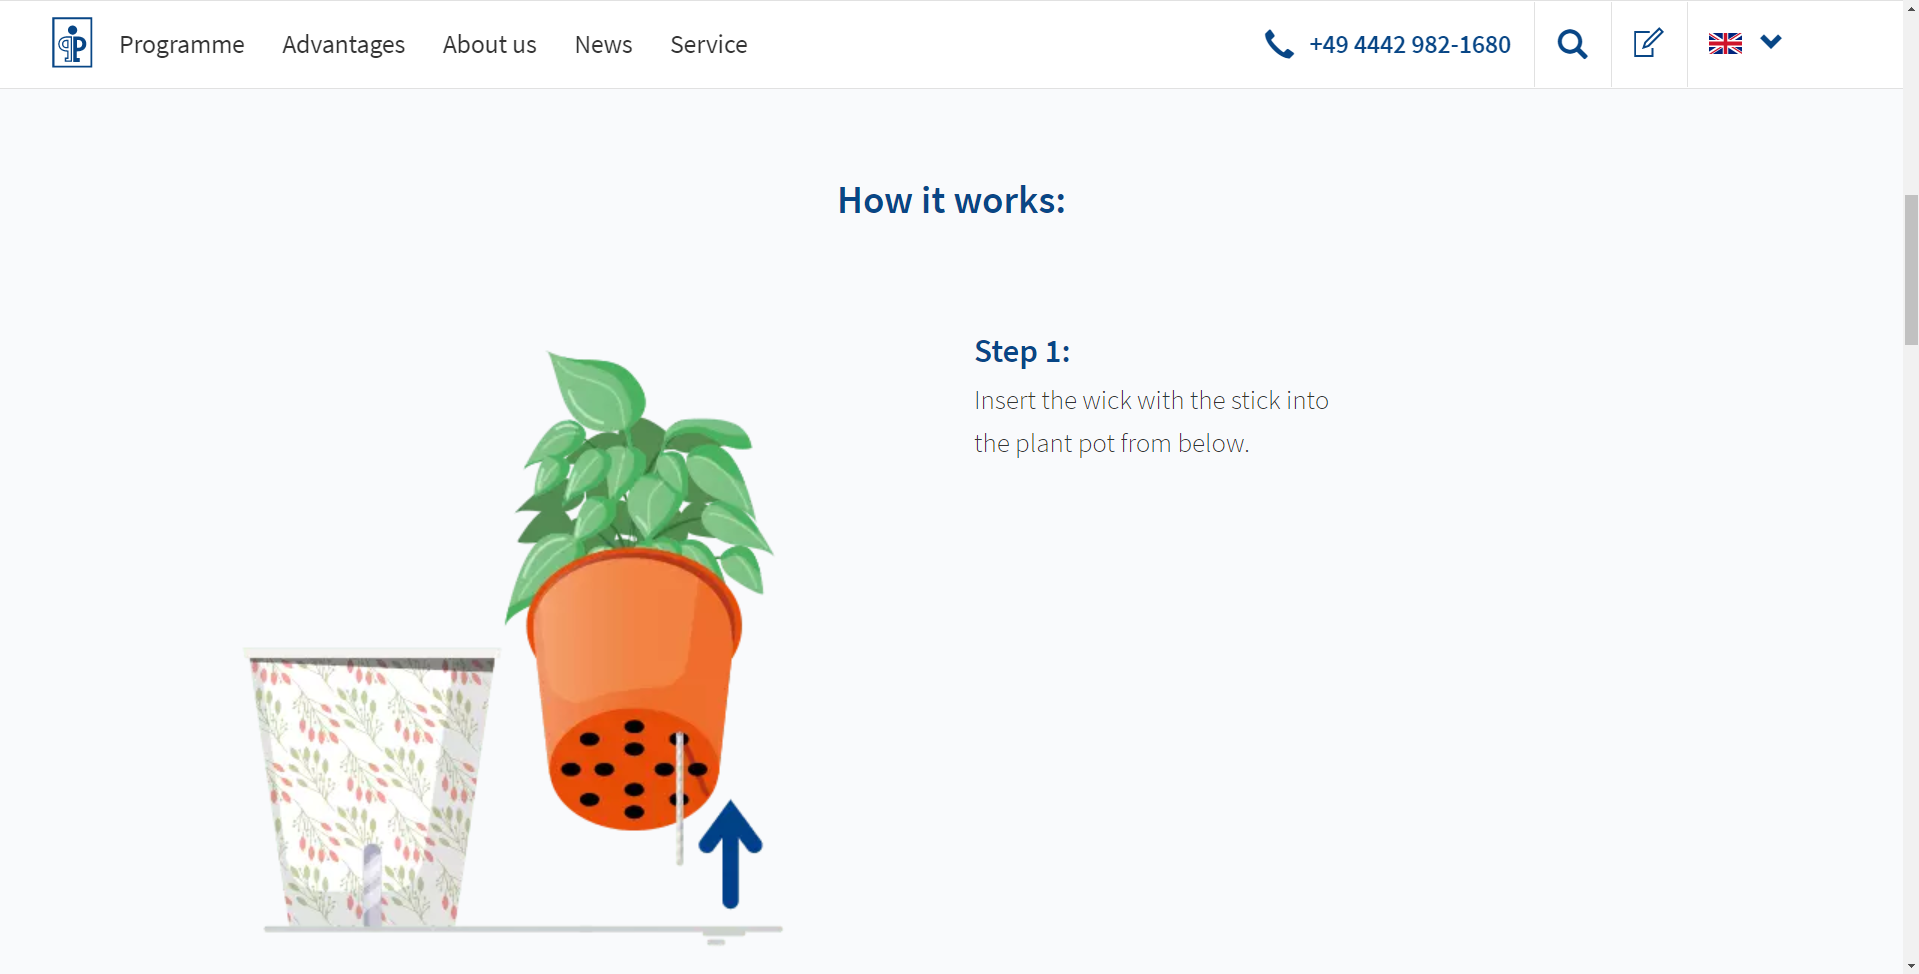 Programme Advantages About us News Service +49 4442 982-1680
How it works:
Step 1:
Insert the wick with the stick into
the plant pot from below.